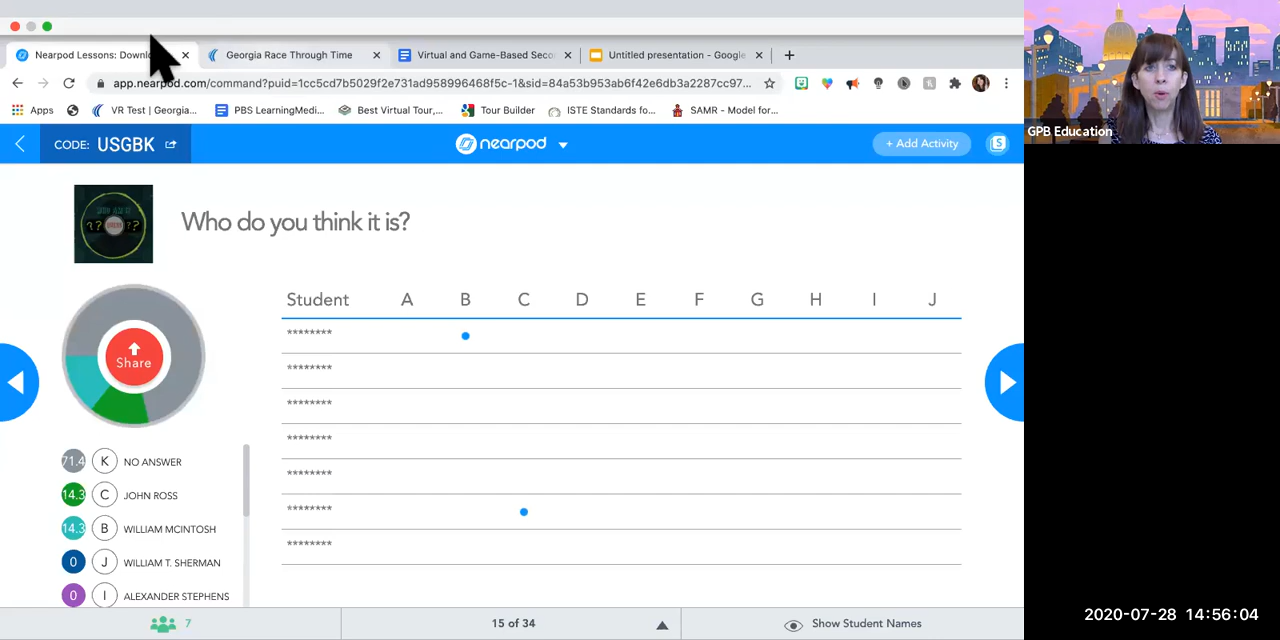 Nearpod Lessons: Downlo
Georgia Race Through Time
Virtual and Game-Based Seco
Untitled presentation - Google
app.nearpod.com/command?puid=1cc5cd7b5029f2e731ad958996f68f5c-1&sid=84a53b953ab6f42e6db3a2287cc97...
Apps
VR Test | Georgia...
PBS LearningMedi...
Best Virtual Tour,...
Tour Builder
ISTE Standards fo...
SAMR - Model for...
GPB Education
CODE: USGBK
nearpod
+ Add Activity
S
Who do you think it is?
Student A B C D E F G H I J
********
********
********
********
********
********
********
Share
71.4 K NO ANSWER
14.3 C JOHN ROSS
14.3 B WILLIAM MCINTOSH
0 J WILLIAM T. SHERMAN
0 I ALEXANDER STEPHENS
7
15 of 34
Show Student Names
2020-07-28 14:56:04